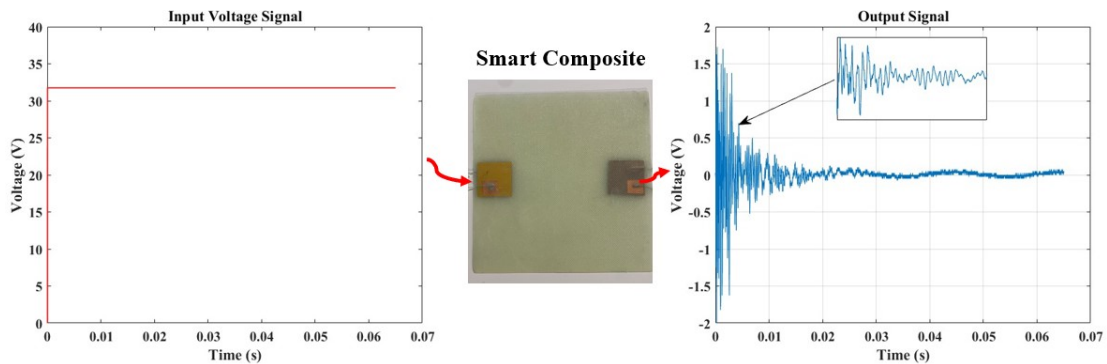 Input Voltage Signal
40
35
30
25
20
15
10
5
0
Voltage (V)
0 0.01 0.02 0.03 0.04 0.05 0.06 0.07
Time (s)
Smart Composite
Output Signal
2
1.5
1
0.5
0
-0.5
-1
-1.5
-2
Voltage (V)
0 0.01 0.02 0.03 0.04 0.05 0.06 0.07
Time (s)